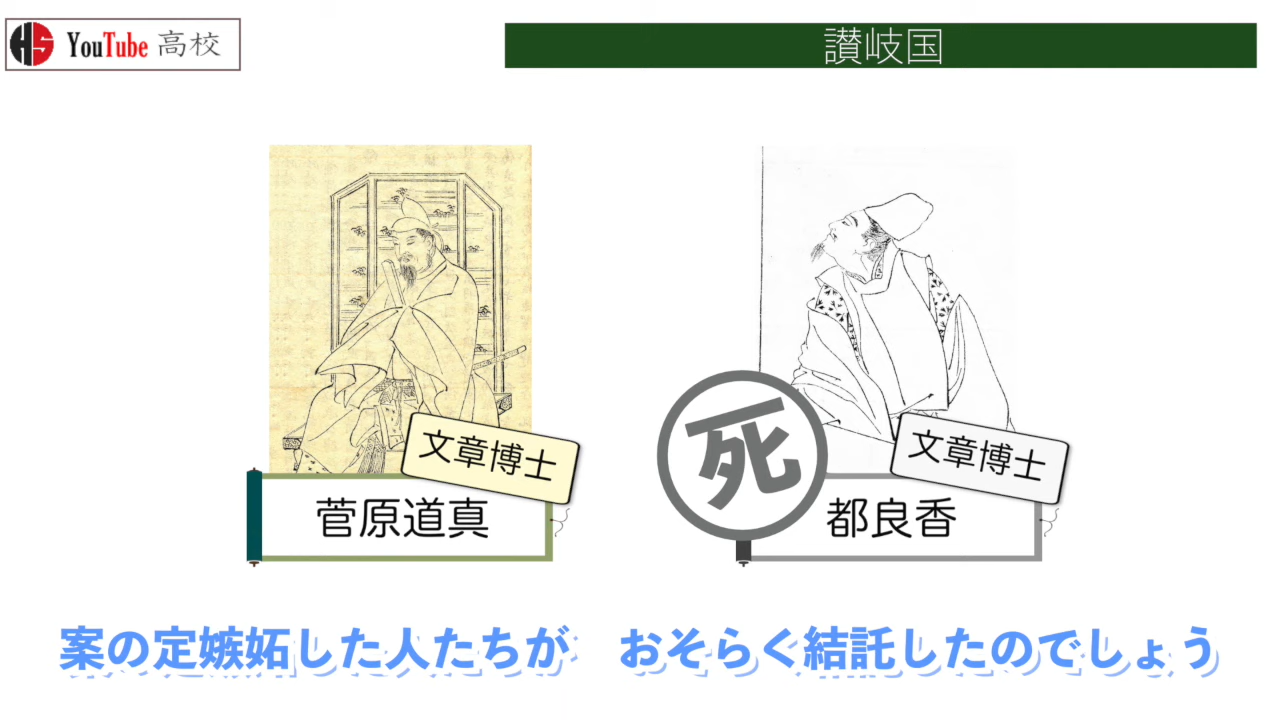 YouTube 高校
讃岐国
文章博士
菅原道真
文章博士
死
都良香
案の定嫉妬した人たちが おそらく結託したのでしょう